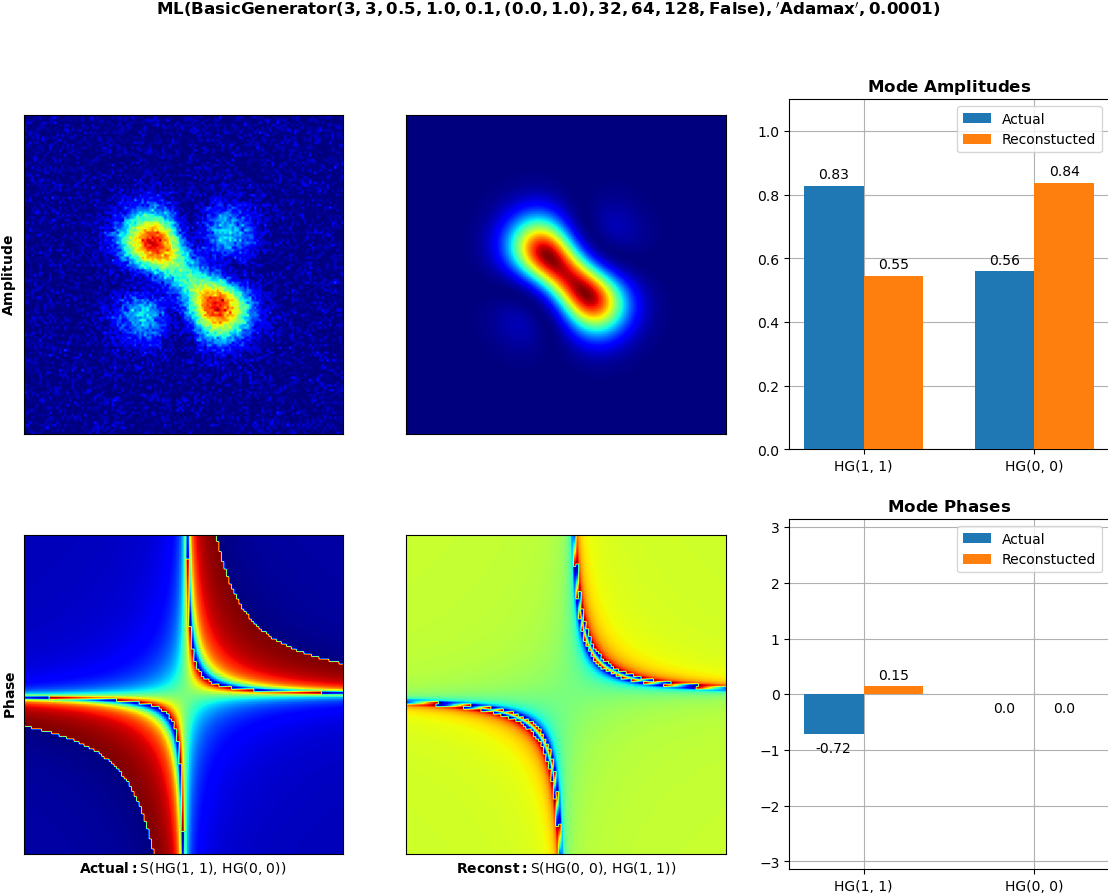 ML(BasicGenerator(3, 3, 0.5, 1.0, 0.1, (0.0, 1.0), 32, 64, 128, False), ′Adamax′, 0.0001)
Amplitude
Mode Amplitudes
Actual
Reconstucted
1.0
0.8
0.6
0.4
0.2
0.0
0.83
0.55
0.56
0.84
HG(1, 1)
HG(0, 0)
Phase
Actual: S(HG(1, 1), HG(0, 0))
Reconst: S(HG(0, 0), HG(1, 1))
Mode Phases
Actual
Reconstucted
3
2
1
0
−1
−2
−3
-0.72
0.15
0.0
0.0
HG(1, 1)
HG(0, 0)